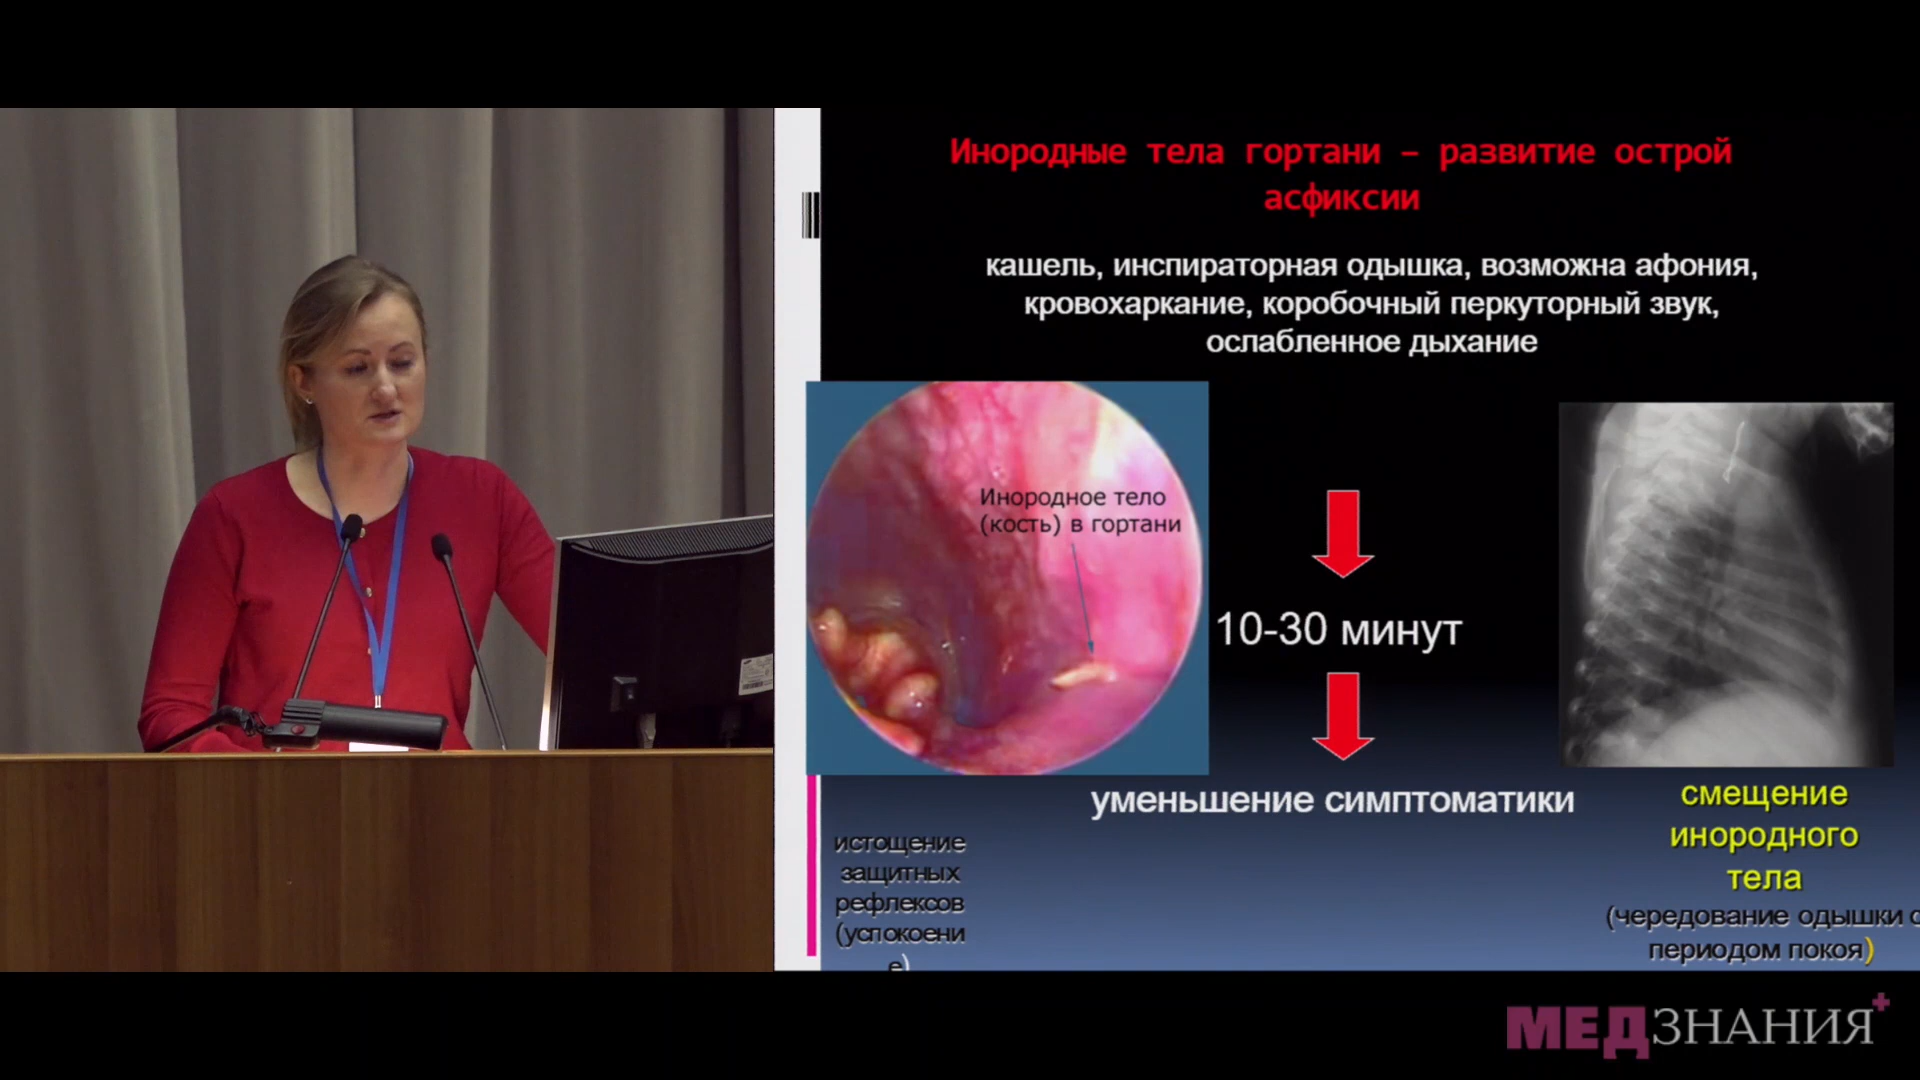 Инородные тела гортани – развитие острой
асфиксии
кашель, инспираторная одышка, возможна афония,
кровохаркание, коробочный перкуторный звук,
ослабленное дыхание
Инородное тело
(кость) в гортани
10-30 минут
уменьшение симптоматики
истощение
защитных
рефлексов
(успокоени
е)
смещение
инородного
тела
(чередование одышки с
периодом покоя)
МЕДЗНАНИЯ+